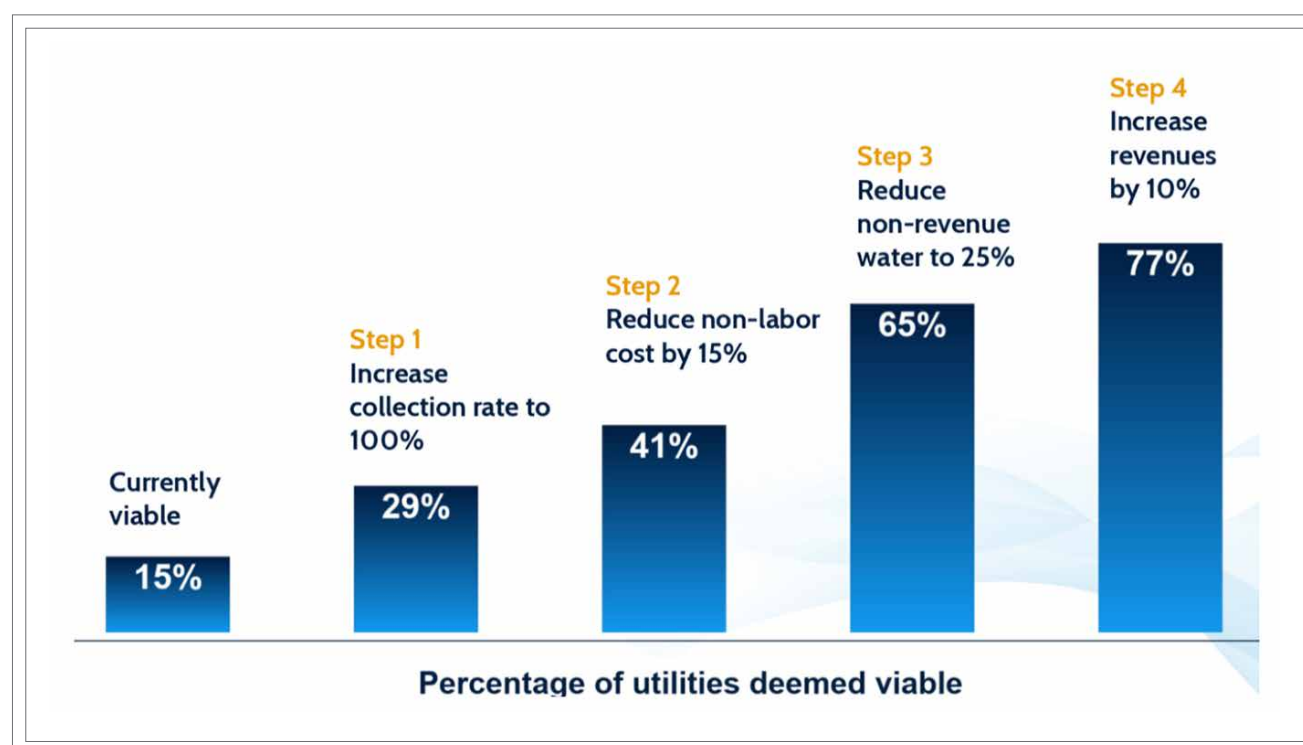 Currently
viable
15%
Step 1
Increase
collection rate to
100%
29%
Step 2
Reduce non-labor
cost by 15%
41%
Step 3
Reduce
non-revenue
water to 25%
65%
Step 4
Increase
revenues
by 10%
77%
Percentage of utilities deemed viable